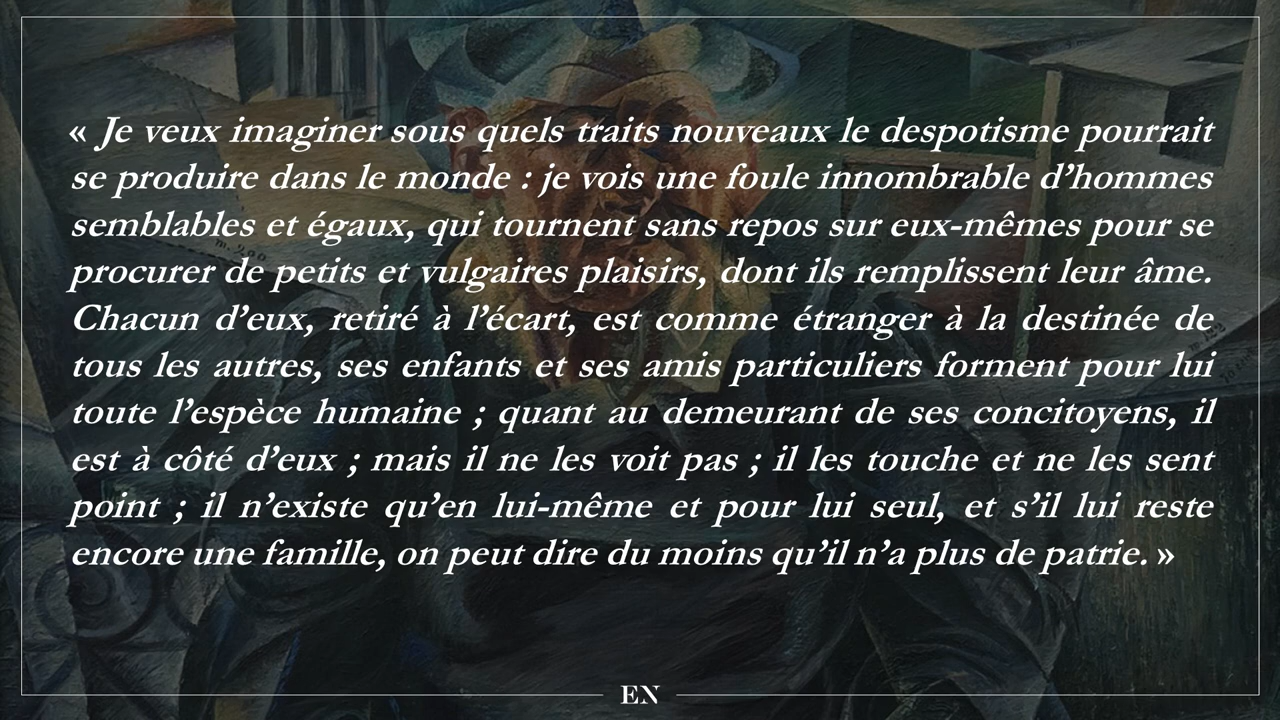 « Je veux imaginer sous quels traits nouveaux le despotisme pourrait
se produire dans le monde : je vois une foule innombrable d’hommes
semblables et égaux, qui tournent sans repos sur eux-mêmes pour se
procurer de petits et vulgaires plaisirs, dont ils remplissent leur âme.
Chacun d’eux, retiré à l’écart, est comme étranger à la destinée de
tous les autres, ses enfants et ses amis particuliers forment pour lui
toute l’espèce humaine ; quant au demeurant de ses concitoyens, il
est à côté d’eux ; mais il ne les voit pas ; il les touche et ne les sent
point ; il n’existe qu’en lui-même et pour lui seul, et s’il lui reste
encore une famille, on peut dire du moins qu’il n’a plus de patrie. »
EN